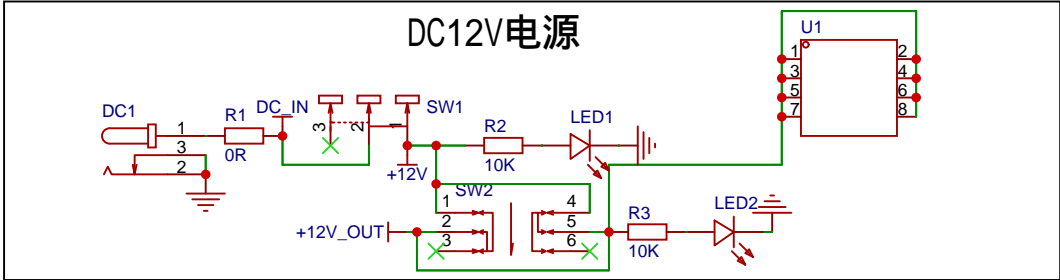 DC12V电源
U1
1
2
3
4
5
6
7
8
DC1
1
3
2
R1
0R
DC_IN
3
2
1
SW1
+12V
R2
10K
LED1
SW2
1
2
3
4
5
6
+12V_OUT
R3
10K
LED2